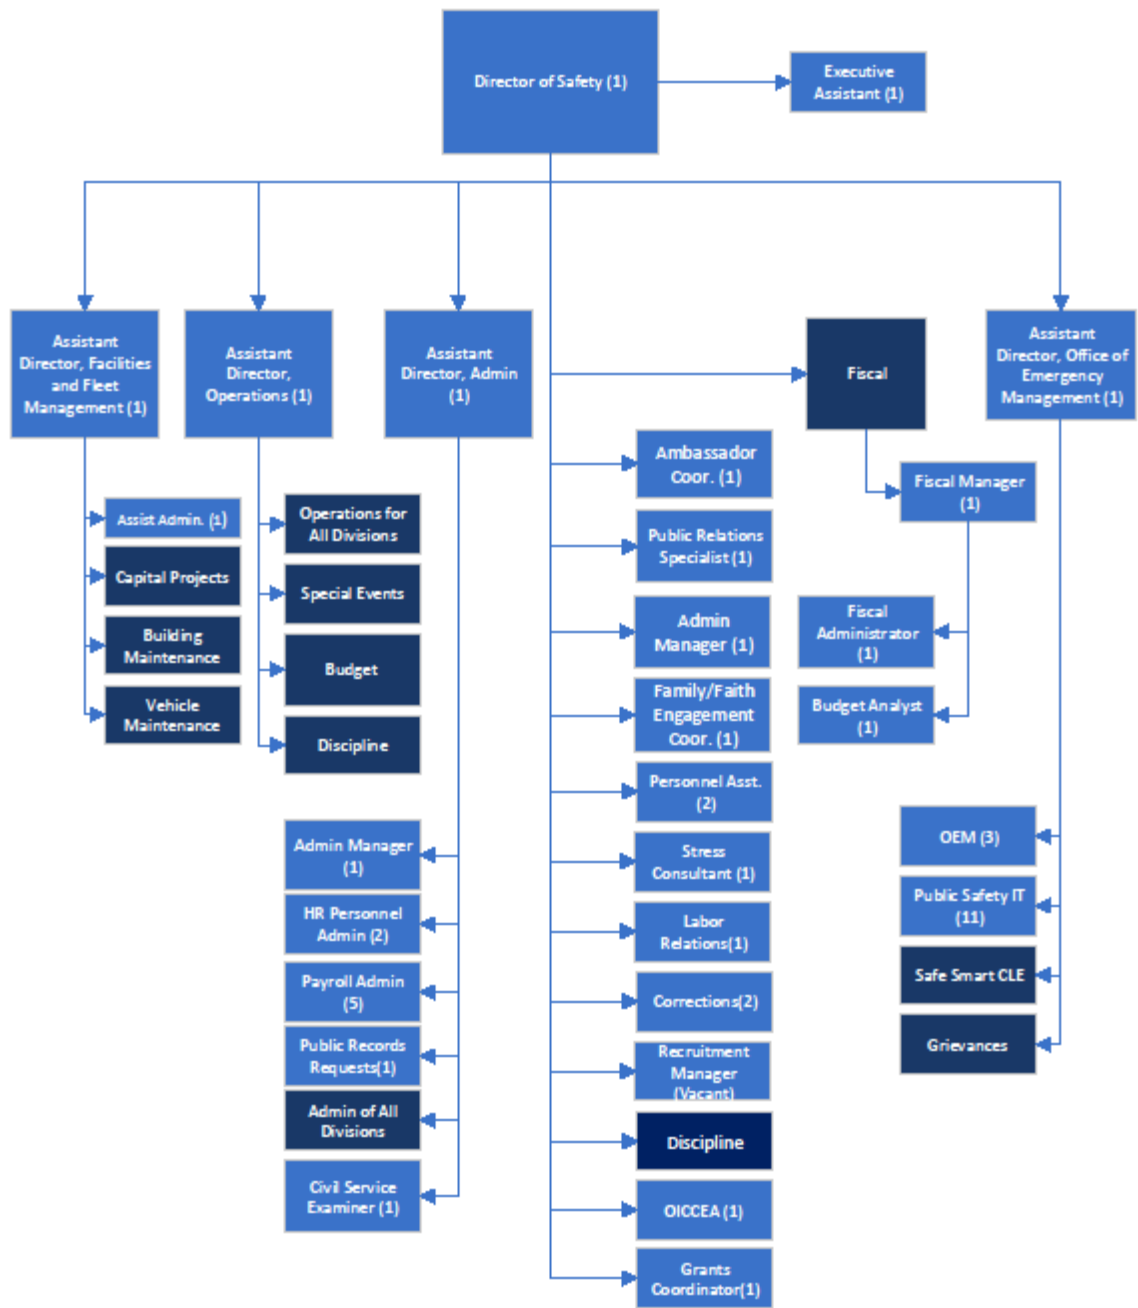 Director of Safety (1)
Executive
Assistant (1)
Assistant
Director, Facilities
and Fleet
Management (1)
Assistant
Director,
Operations (1)
Assistant
Director, Admin
(1)
Fiscal
Assistant
Director, Office of
Emergency
Management (1)
Assist Admin. (1)
Capital Projects
Building
Maintenance
Vehicle
Maintenance
Operations for
All Divisions
Special Events
Budget
Discipline
Admin Manager
(1)
HR Personnel
Admin (2)
Payroll Admin
(5)
Public Records
Requests(1)
Admin of All
Divisions
Civil Service
Examiner (1)
Ambassador
Coor. (1)
Public Relations
Specialist (1)
Admin
Manager (1)
Family/Faith
Engagement
Coor. (1)
Personnel Asst.
(2)
Stress
Consultant (1)
Labor
Relations(1)
Corrections(2)
Recruitment
Manager
(Vacant)
Discipline
OICCEA (1)
Grants
Coordinator(1)
Fiscal Manager
(1)
Fiscal
Administrator
(1)
Budget Analyst
(1)
OEM (3)
Public Safety IT
(11)
Safe Smart CLE
Grievances